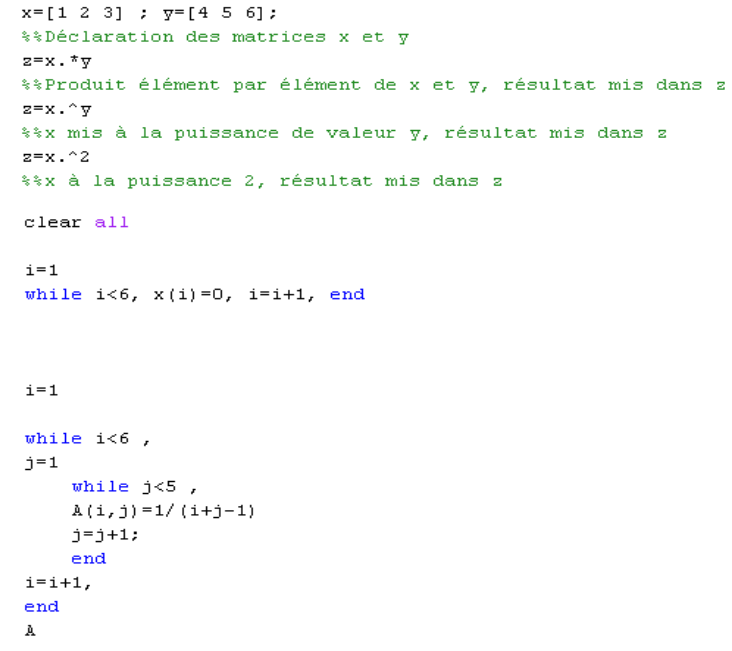 x=[1 2 3] ; y=[4 5 6];
%%Déclaration des matrices x et y
z=x.*y
%%Produit élément par élément de x et y, résultat mis dans z
z=x.^y
%%x mis à la puissance de valeur y, résultat mis dans z
z=x.^2
%%x à la puissance 2, résultat mis dans z
clear all
i=1
while i<6, x(i)=0, i=i+1, end
i=1
while i<6 ,
j=1
while j<5 ,
A(i,j)=1/(i+j-1)
j=j+1;
end
i=i+1,
end
A